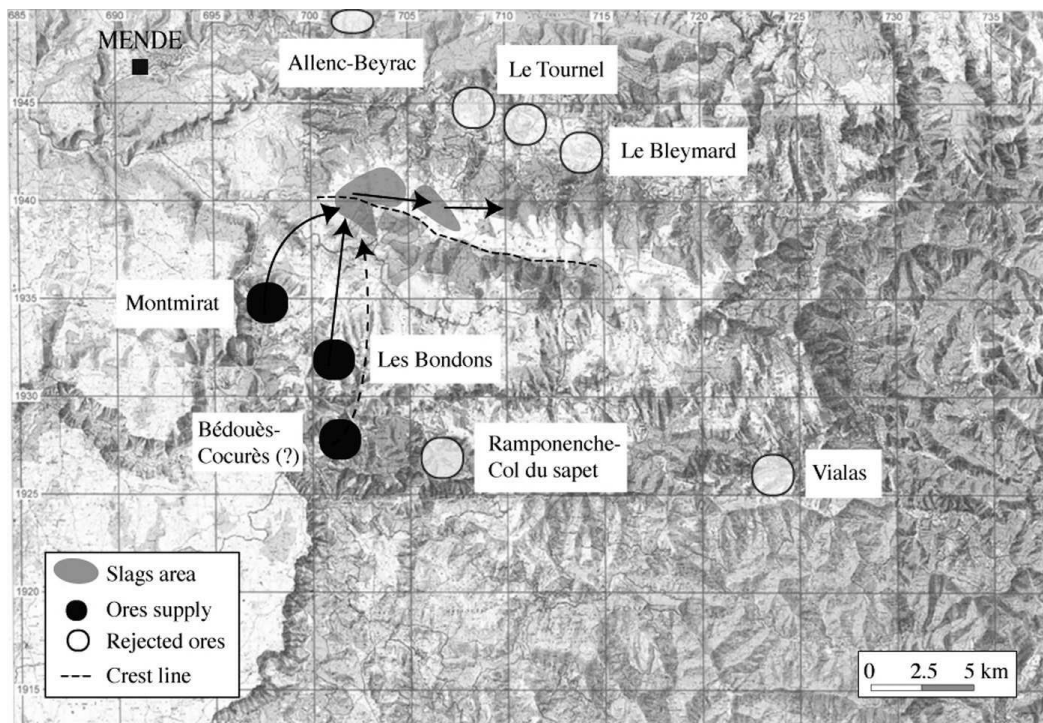 685 690 695 700 705 710 715 720 725 730 735
MENDE
Allenc-Beyrac
Le Tournel
1945
Le Bleymard
1940
1935
Montmirat
Les Bondons
1930
Bédouès-
Cocurès (?)
Ramponenche-
Col du sapet
Vialas
1925
Slags area
Ores supply
Rejected ores
Crest line
1920
1915
0 2.5 5 km